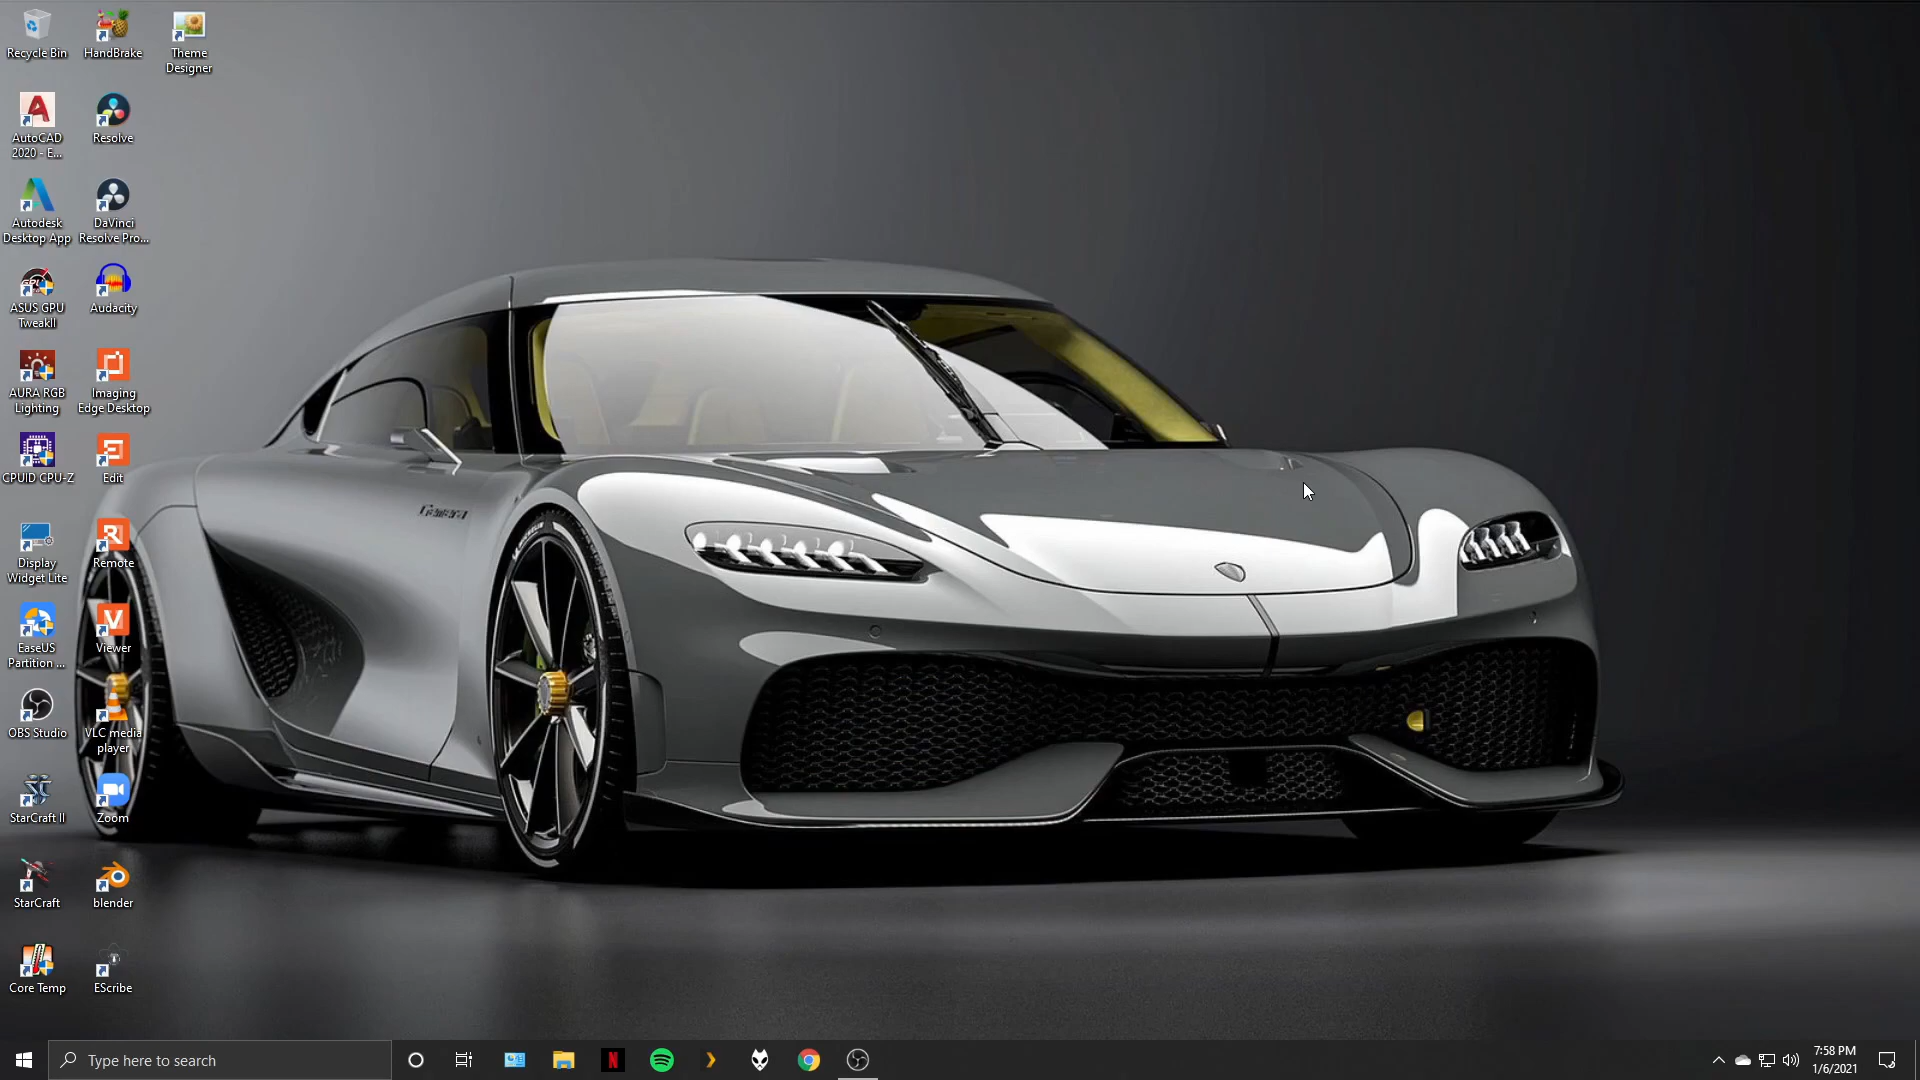 Recycle Bin
HandBrake
Theme
Designer
AutoCAD
2020 - E...
Resolve
Autodesk
Desktop App
DaVinci
Resolve Pro...
ASUS GPU
TweakII
Audacity
AURA RGB
Lighting
Imaging
Edge Desktop
CPUID CPU-Z
Edit
Display
Widget Lite
Remote
EaseUS
Partition ...
Viewer
OBS Studio
VLC media
player
StarCraft II
Zoom
StarCraft
blender
Core Temp
EScribe
Gemera
Type here to search
7:58 PM
1/6/2021